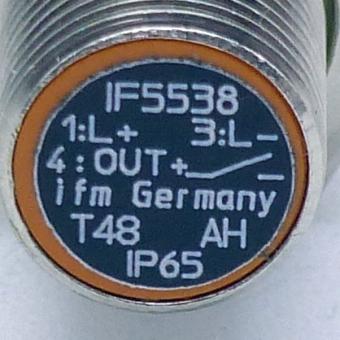 IF5538
1:L+ 3:L-
4:OUT+
ifm Germany
T48 AH
IP65